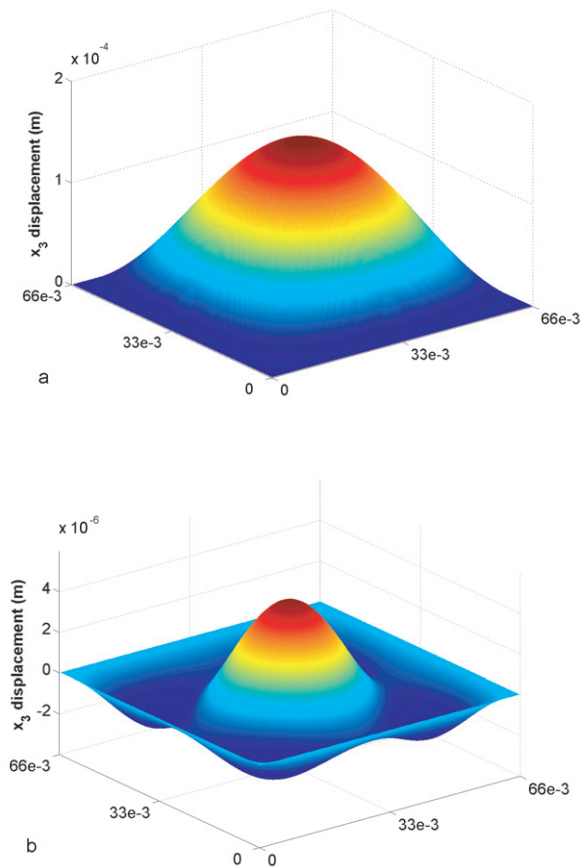 x 10-4
2
1
0
x3 displacement (m)
66e-3
33e-3
0
0
33e-3
66e-3
a
x 10-6
4
2
0
-2
x3 displacement (m)
66e-3
33e-3
0
0
33e-3
66e-3
b